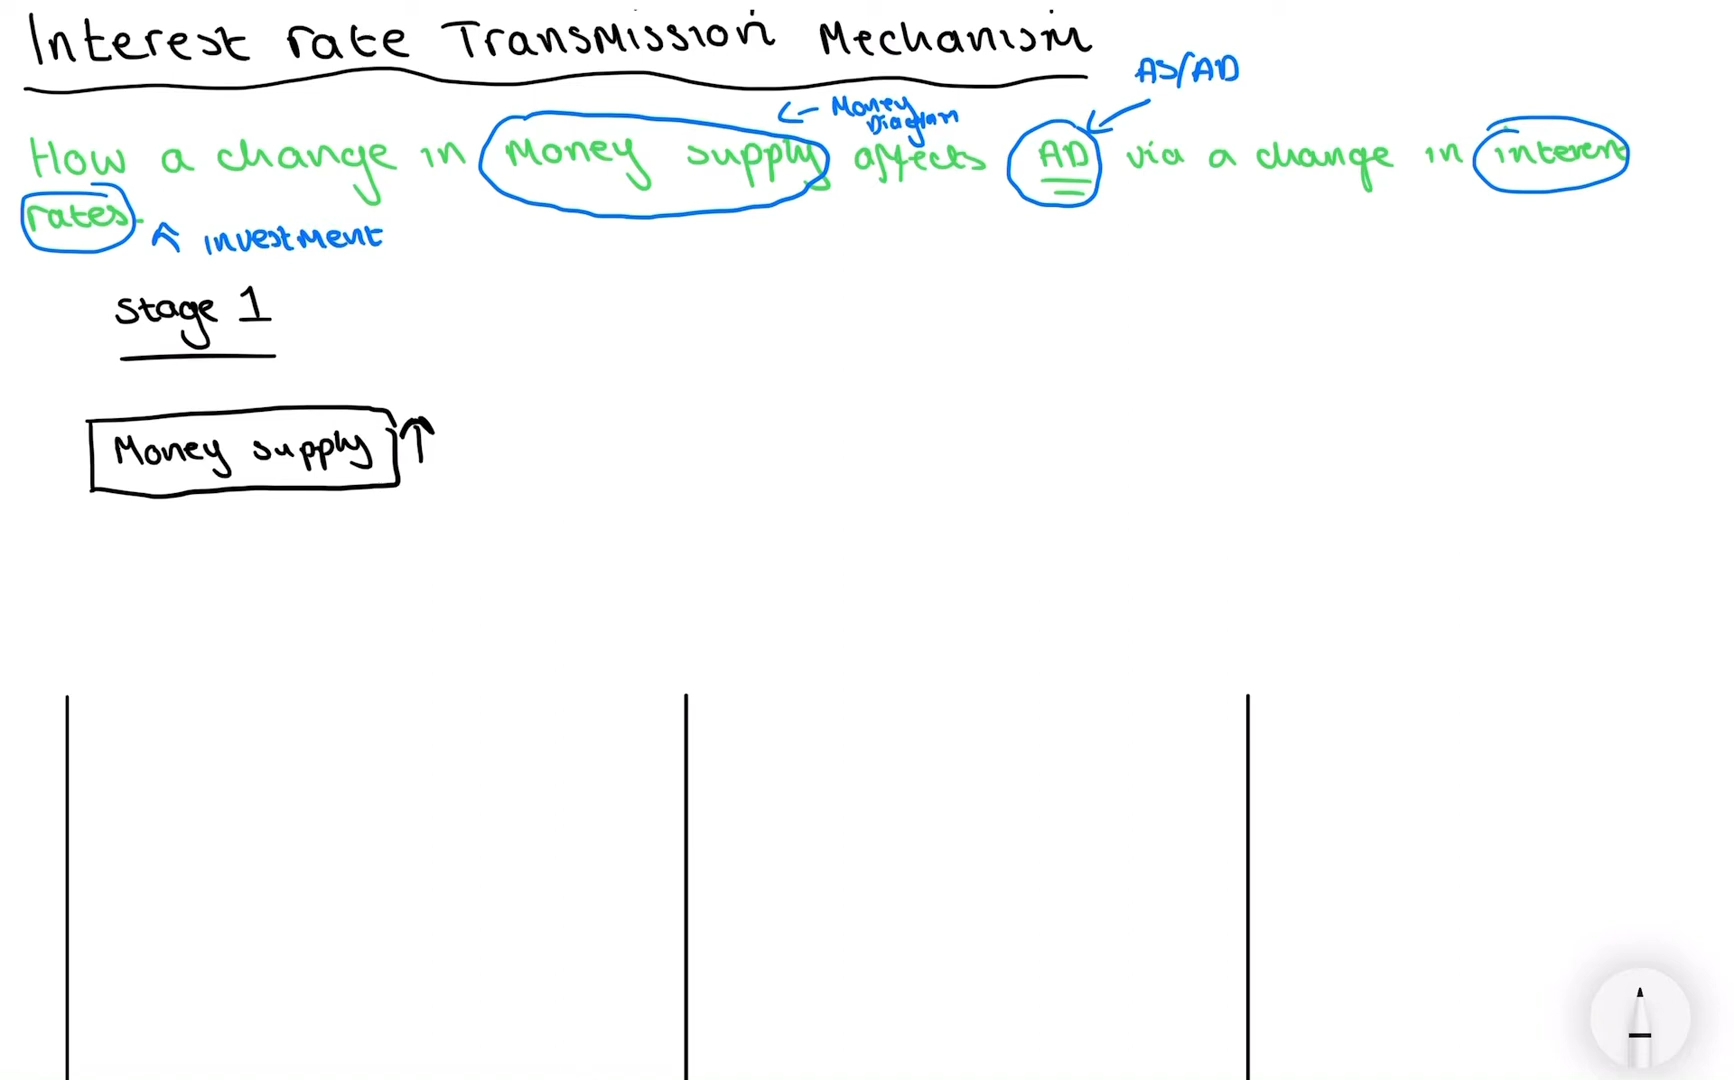 Interest rate Transmission Mechanism
AS/AD
← Money
Diagram
How a change in Money supply affects AD via a change in interest
rates.
^ investment
Stage 1
Money supply ↑